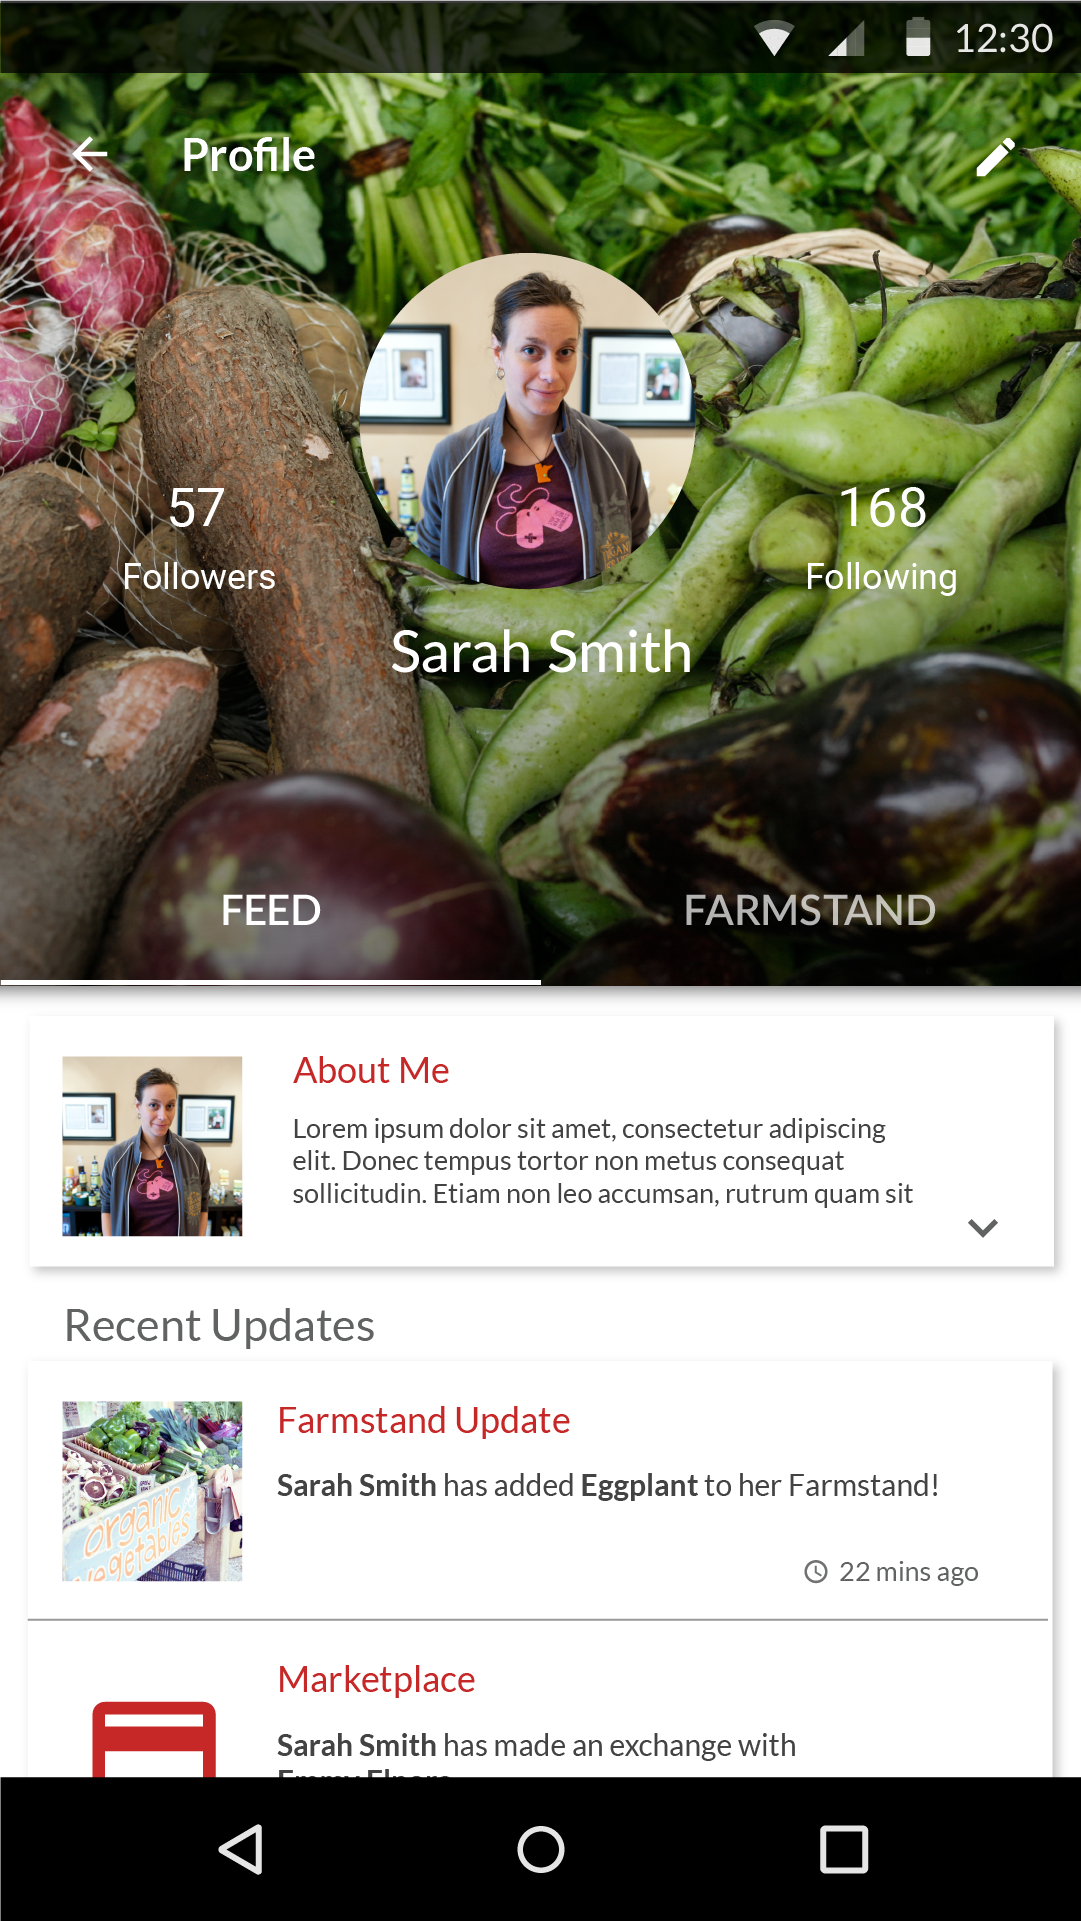 12:30
Profile
57
Followers
168
Following
Sarah Smith
FEED
FARMSTAND
About Me
Lorem ipsum dolor sit amet, consectetur adipiscing
elit. Donec tempus tortor non metus consequat
sollicitudin. Etiam non leo accumsan, rutrum quam sit
Recent Updates
Farmstand Update
Sarah Smith has added Eggplant to her Farmstand!
organic
vegetables
22 mins ago
Marketplace
Sarah Smith has made an exchange with